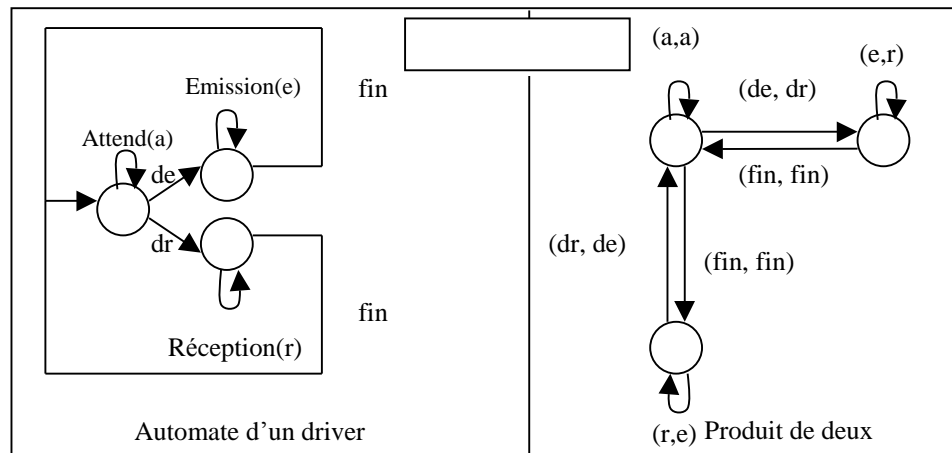 Emission(e)
fin
Attend(a)
de
dr
fin
Réception(r)
Automate d’un driver
(a,a)
(e,r)
(de, dr)
(fin, fin)
(dr, de)
(fin, fin)
(r,e)
Produit de deux